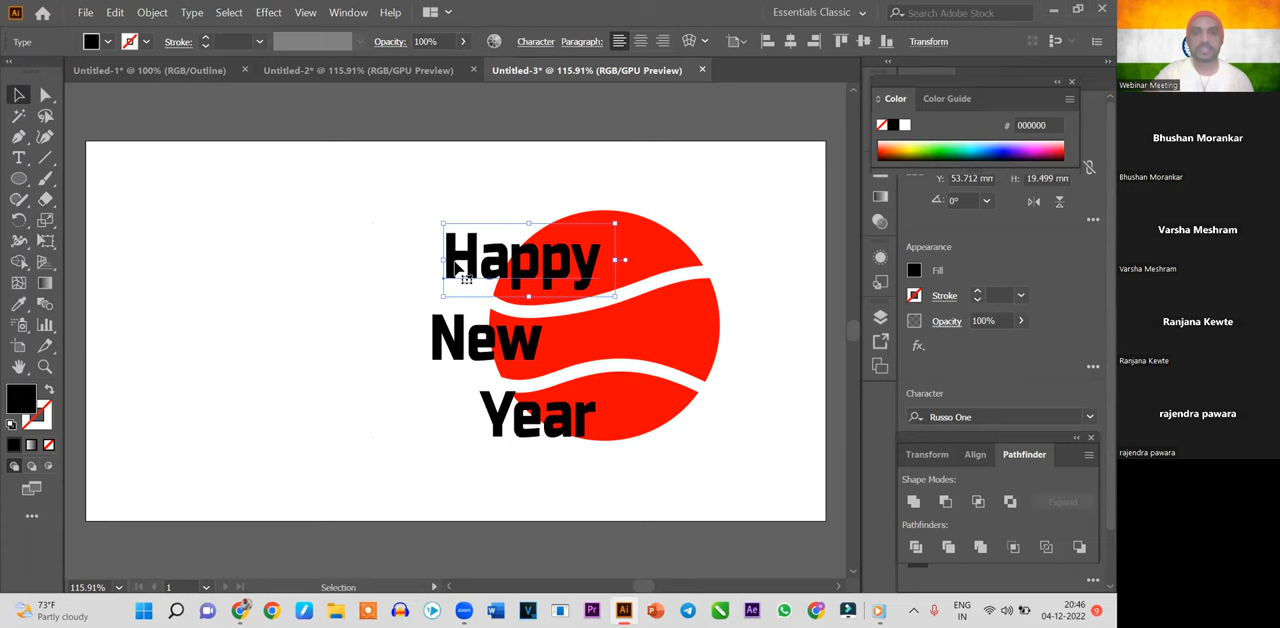 File Edit Object Type Select Effect View Window Help
Essentials Classic
Search Adobe Stock
Type
Stroke:
Opacity: 100%
Character
Paragraph:
Transform
Untitled-1* @ 100% (RGB/Outline)
Untitled-2* @ 115.91% (RGB/GPU Preview)
Untitled-3* @ 115.91% (RGB/GPU Preview)
Color Color Guide
# 000000
Y: 53.712 mm H: 19.499 mm
0°
Appearance
Fill
Stroke
Opacity 100%
fx
Character
Russo One
Transform Align Pathfinder
Shape Modes:
Expand
Pathfinders:
Happy
New
Year
115.91% 1 Selection
Webinar Meeting
Bhushan Morankar
Bhushan Morankar
Varsha Meshram
Varsha Meshram
Ranjana Kewte
Ranjana Kewte
rajendra pawara
rajendra pawara
73°F
Partly cloudy
ENG
IN
20:46
04-12-2022
9